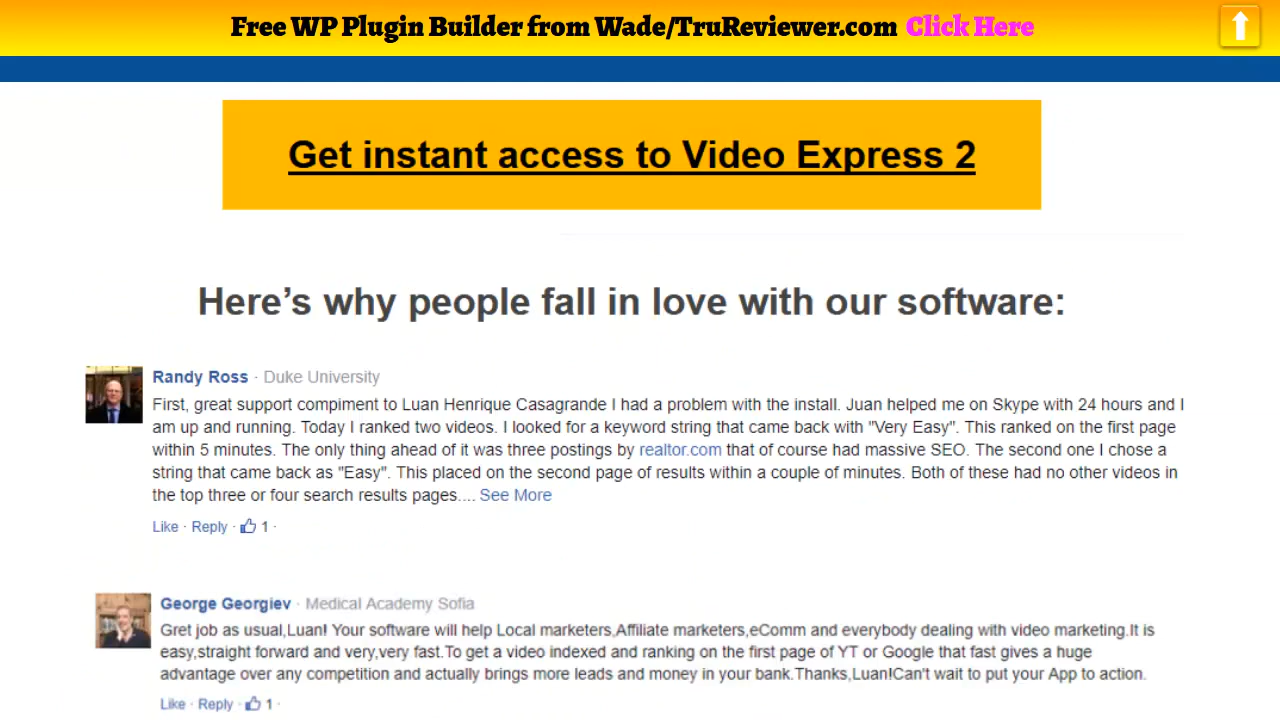 Free WP Plugin Builder from Wade/TruReviewer.com Click Here
Get instant access to Video Express 2
Here's why people fall in love with our software:
Randy Ross · Duke University
First, great support compiment to Luan Henrique Casagrande I had a problem with the install. Juan helped me on Skype with 24 hours and I
am up and running. Today I ranked two videos. I looked for a keyword string that came back with "Very Easy". This ranked on the first page
within 5 minutes. The only thing ahead of it was three postings by realtor.com that of course had massive SEO. The second one I chose a
string that came back as "Easy". This placed on the second page of results within a couple of minutes. Both of these had no other videos in
the top three or four search results pages.... See More
Like · Reply · 1 ·
George Georgiev · Medical Academy Sofia
Gret job as usual,Luan! Your software will help Local marketers,Affiliate marketers,eComm and everybody dealing with video marketing.It is
easy,straight forward and very,very fast.To get a video indexed and ranking on the first page of YT or Google that fast gives a huge
advantage over any competition and actually brings more leads and money in your bank.Thanks,Luan!Can't wait to put your App to action.
Like · Reply · 1 ·